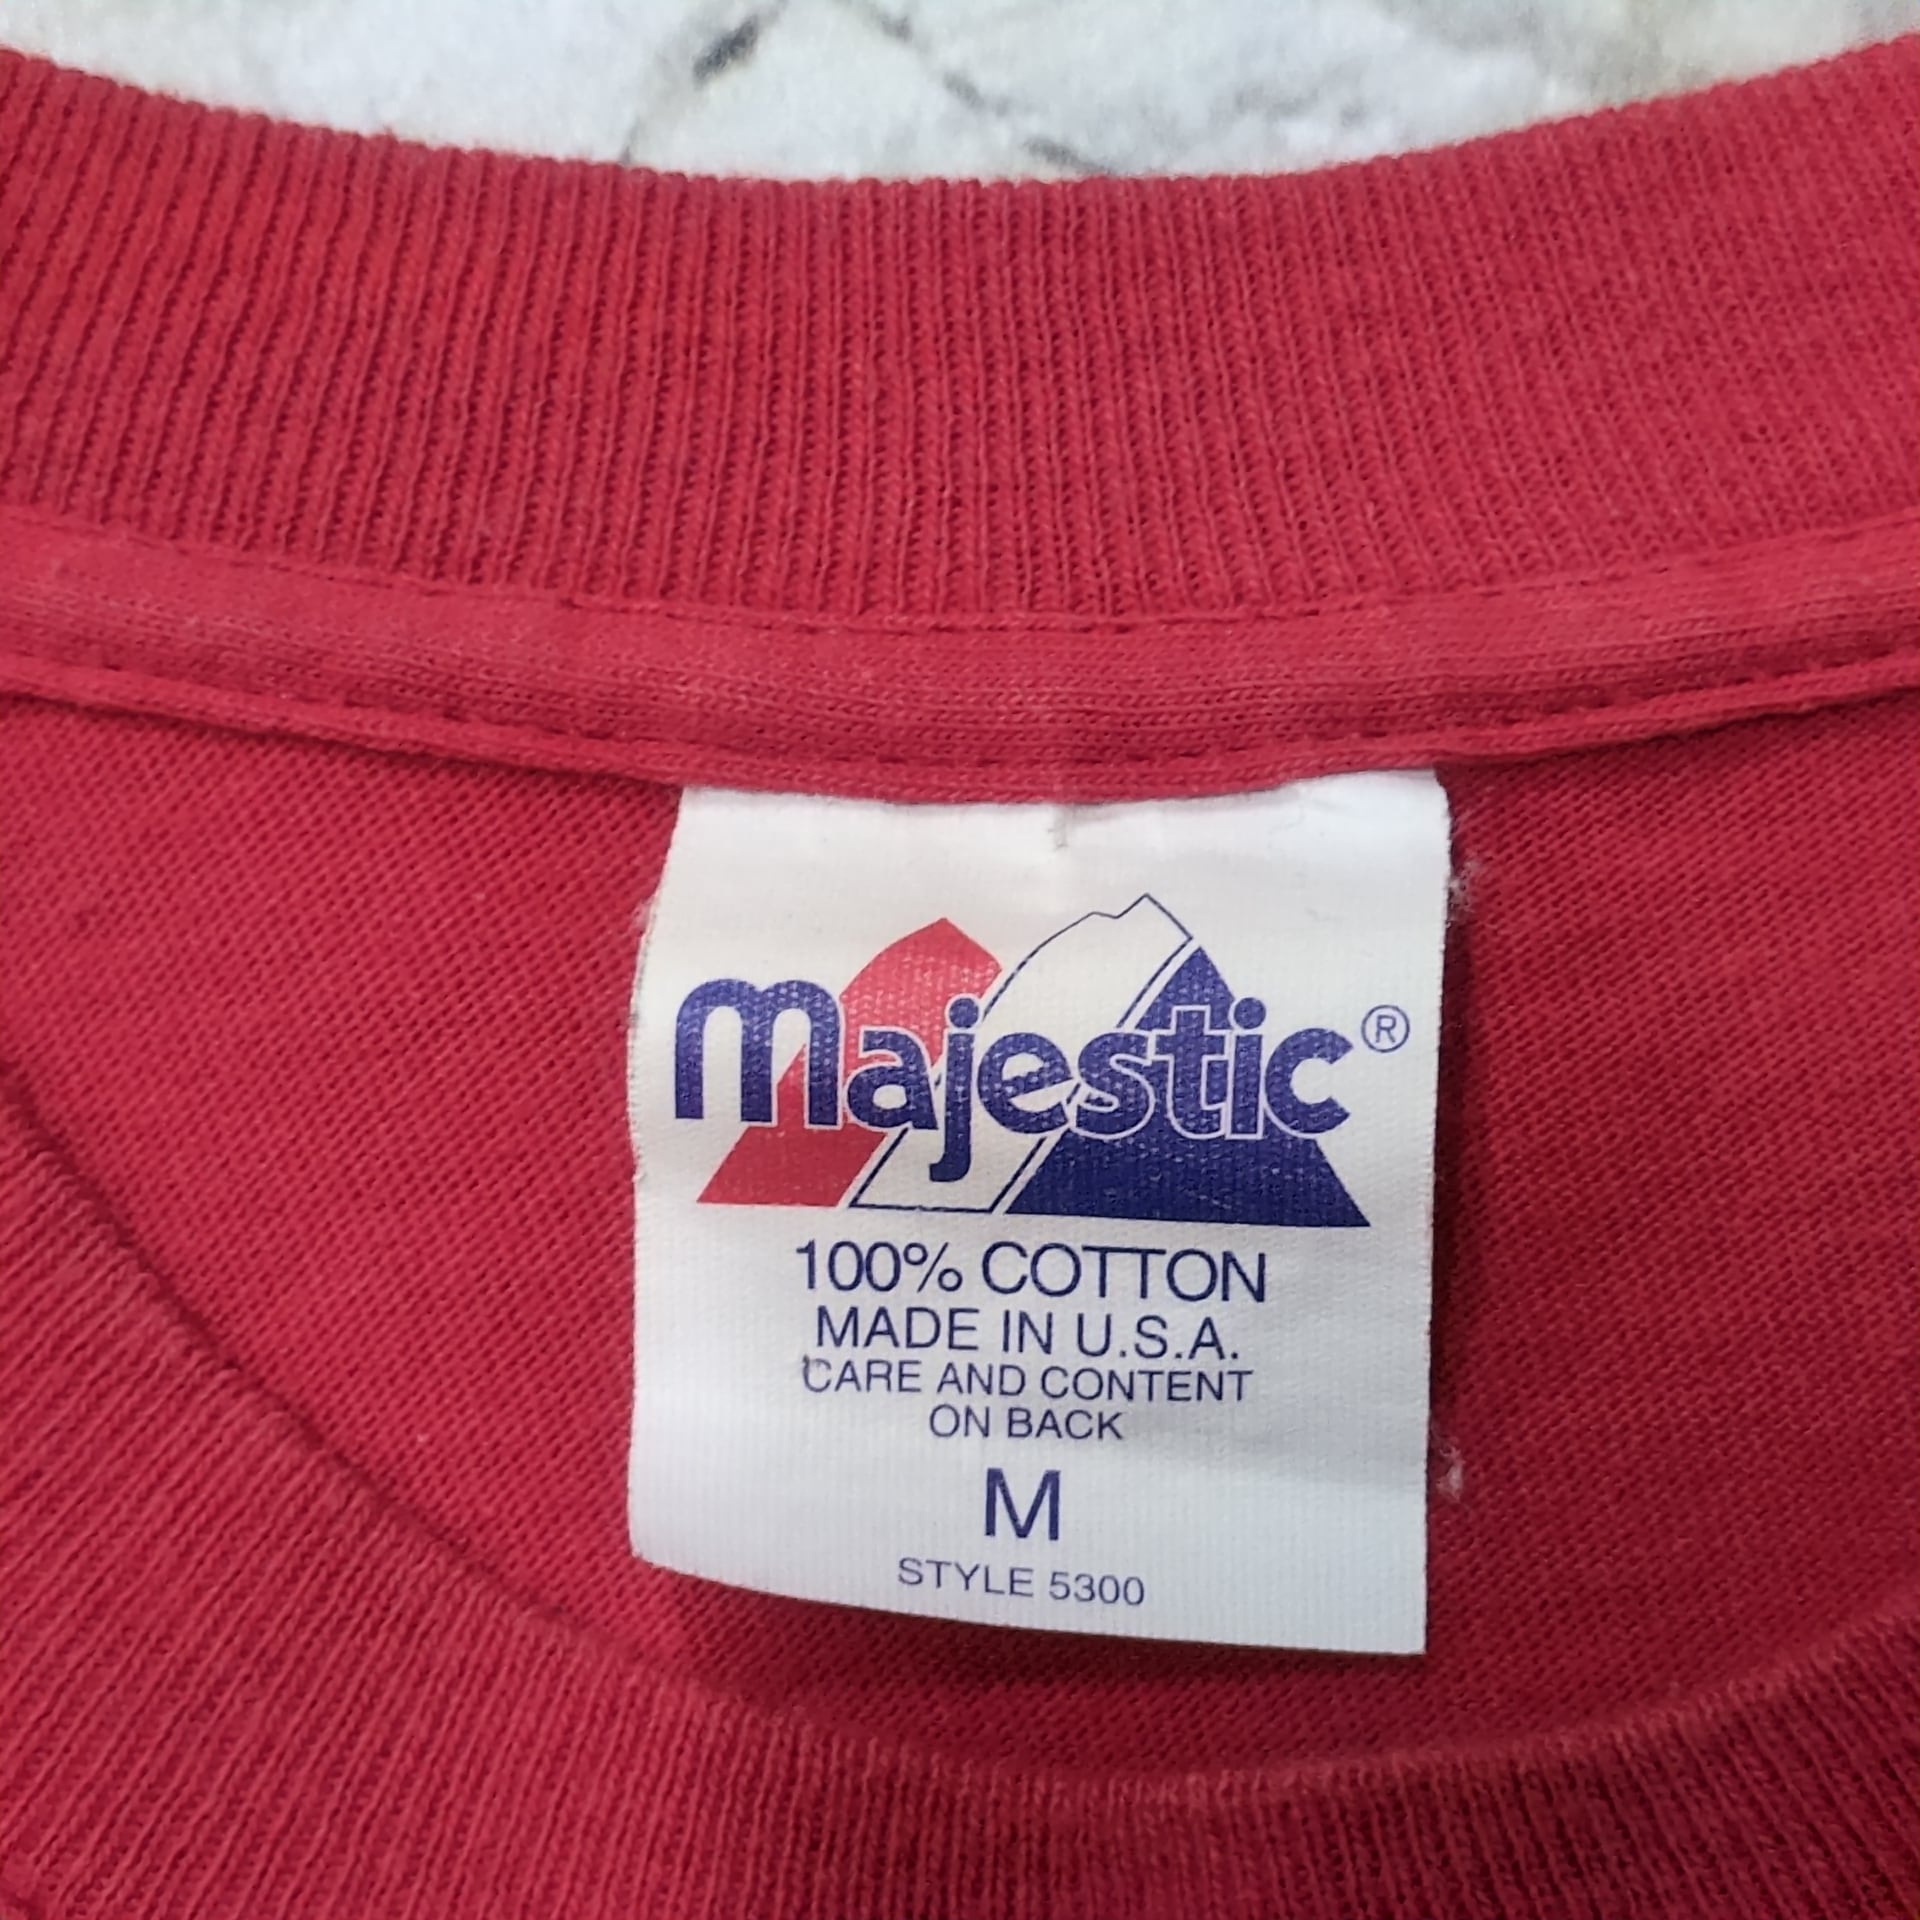 majestic®
100% COTTON
MADE IN U.S.A.
CARE AND CONTENT
ON BACK
M
STYLE 5300